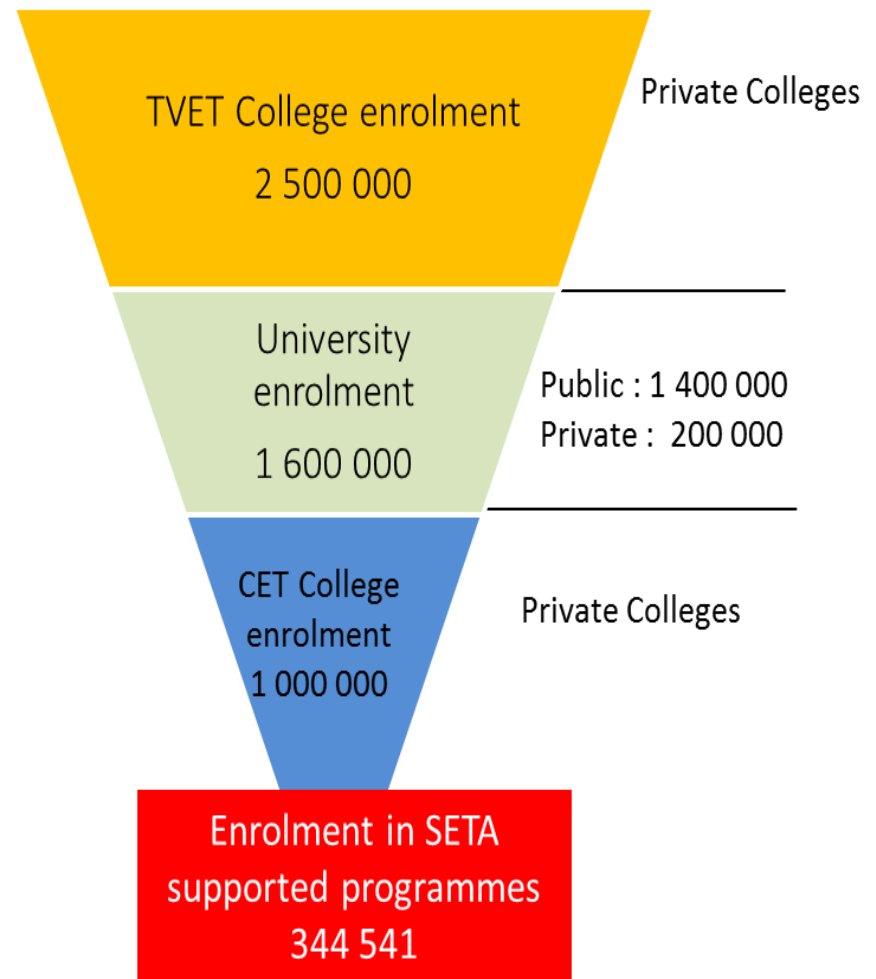 TVET College enrolment
2 500 000
Private Colleges
University
enrolment
1 600 000
Public : 1 400 000
Private : 200 000
CET College
enrolment
1 000 000
Private Colleges
Enrolment in SETA
supported programmes
344 541